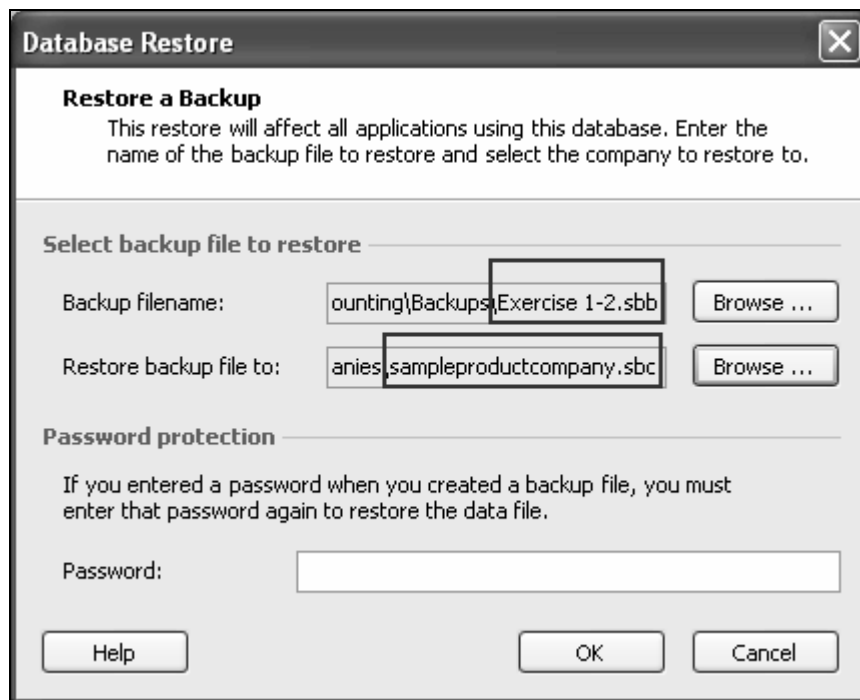 Database Restore
Restore a Backup
This restore will affect all applications using this database. Enter the
name of the backup file to restore and select the company to restore to.
Select backup file to restore
Backup filename: ounting\Backups\Exercise 1-2.sbb Browse ...
Restore backup file to: anies\sampleproductcompany.sbc Browse ...
Password protection
If you entered a password when you created a backup file, you must
enter that password again to restore the data file.
Password:
Help OK Cancel